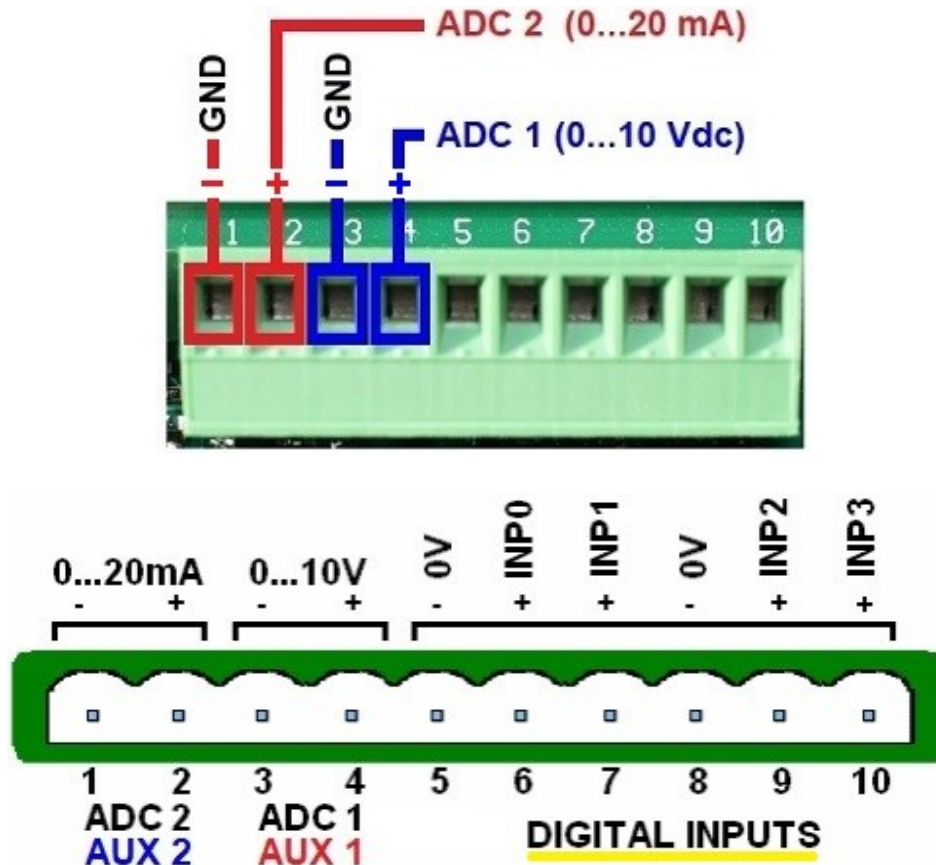 ADC 2 (0...20 mA)
GND GND
ADC 1 (0...10 Vdc)
- + - +
1 2 3 4 5 6 7 8 9 10
0...20mA 0...10V 0V INP0 INP1 0V INP2 INP3
- + - + - + + - + +
1 2 3 4 5 6 7 8 9 10
ADC 2 ADC 1 DIGITAL INPUTS
AUX 2 AUX 1